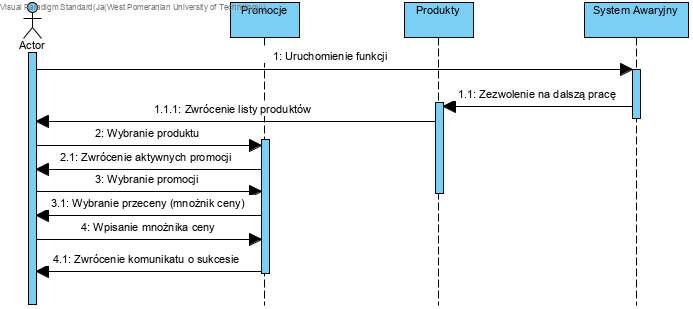 Visual Paradigm Standard(Ja(West Pomeranian University of Technology))
Promocje
Produkty
System Awaryjny
Actor
1: Uruchomienie funkcji
1.1: Zezwolenie na dalszą pracę
1.1.1: Zwrócenie listy produktów
2: Wybranie produktu
2.1: Zwrócenie aktywnych promocji
3: Wybranie promocji
3.1: Wybranie przeceny (mnożnik ceny)
4: Wpisanie mnożnika ceny
4.1: Zwrócenie komunikatu o sukcesie